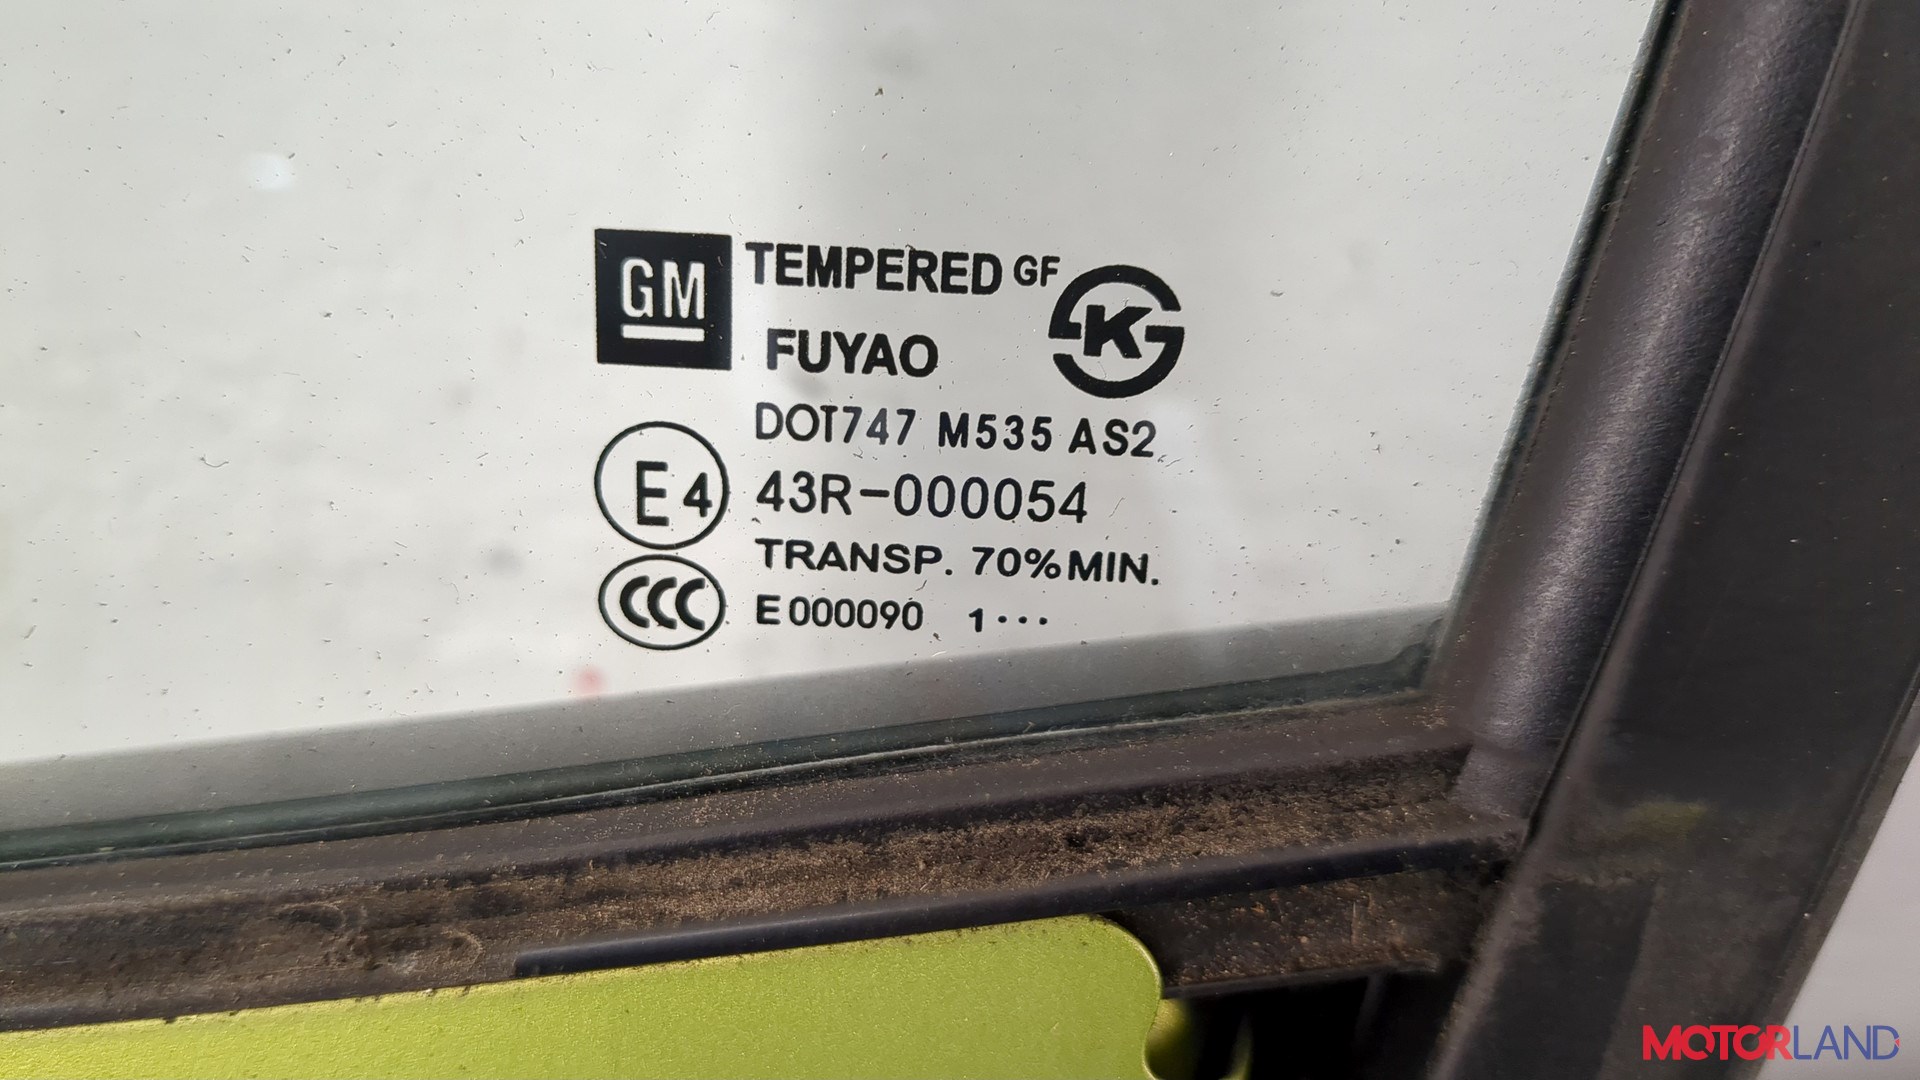 GM
TEMPERED GF
FUYAO
K
DOT747 M535 AS2
E4 43R-000054
TRANSP. 70% MIN.
CCC E000090 1···
MOTORLAND